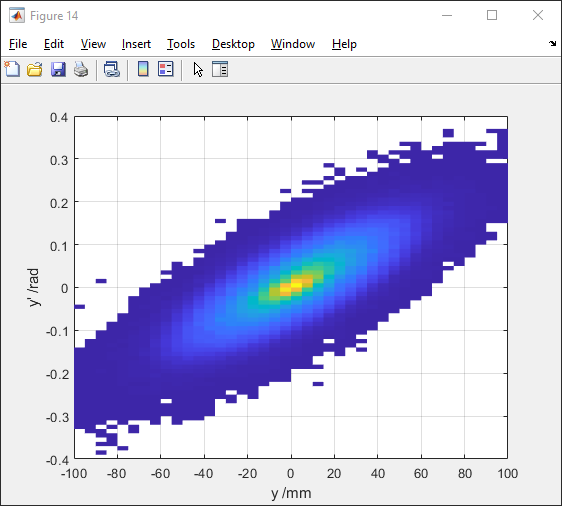 Figure 14
File Edit View Insert Tools Desktop Window Help
0.4
0.3
0.2
0.1
0
-0.1
-0.2
-0.3
-0.4
y' /rad
-100 -80 -60 -40 -20 0 20 40 60 80 100
y /mm